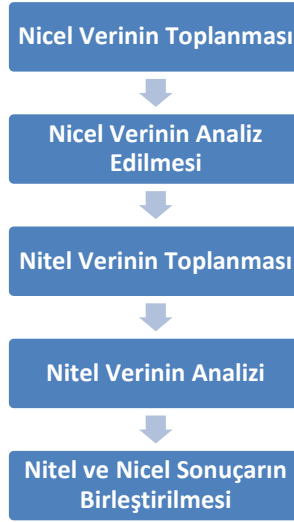 Nicel Verinin Toplanması
Nicel Verinin Analiz
Edilmesi
Nitel Verinin Toplanması
Nitel Verinin Analizi
Nitel ve Nicel Sonuçarın
Birleştirilmesi